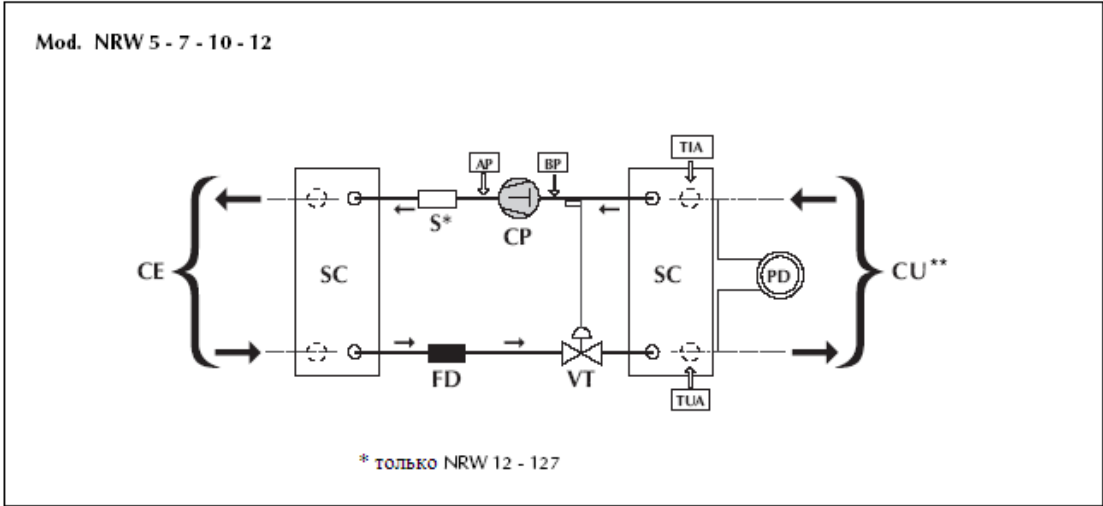 Mod. NRW 5 - 7 - 10 - 12
TIA
AP
BP
S*
CP
CE
SC
SC
PD
CU**
FD
VT
TUA
* только NRW 12 - 127